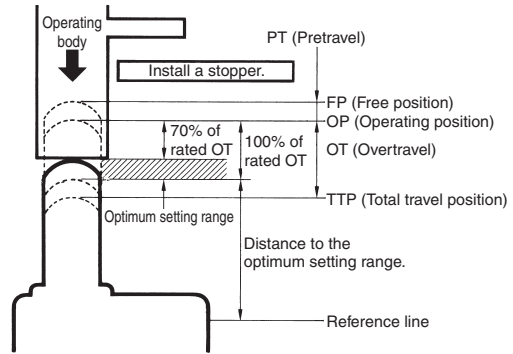 Operating
body
PT (Pretravel)
Install a stopper.
FP (Free position)
OP (Operating position)
70% of
rated OT
100% of
rated OT
OT (Overtravel)
TTP (Total travel position)
Optimum setting range
Distance to the
optimum setting range.
Reference line